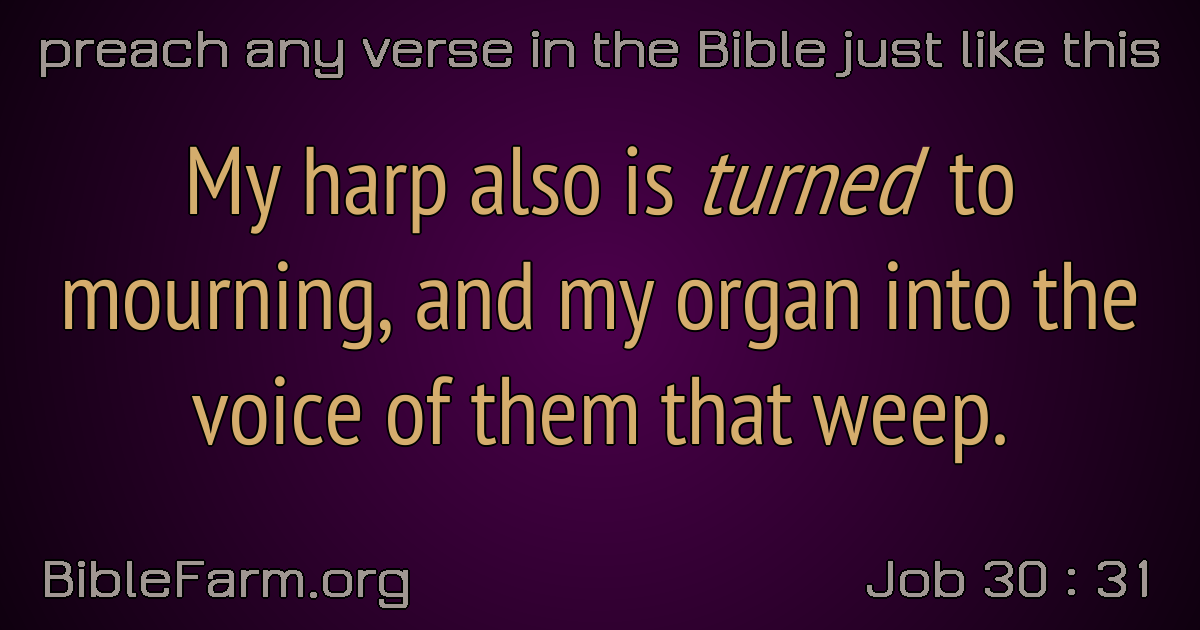 preach any verse in the Bible just like this
My harp also is turned to
mourning, and my organ into the
voice of them that weep.
BibleFarm.org
Job 30 : 31